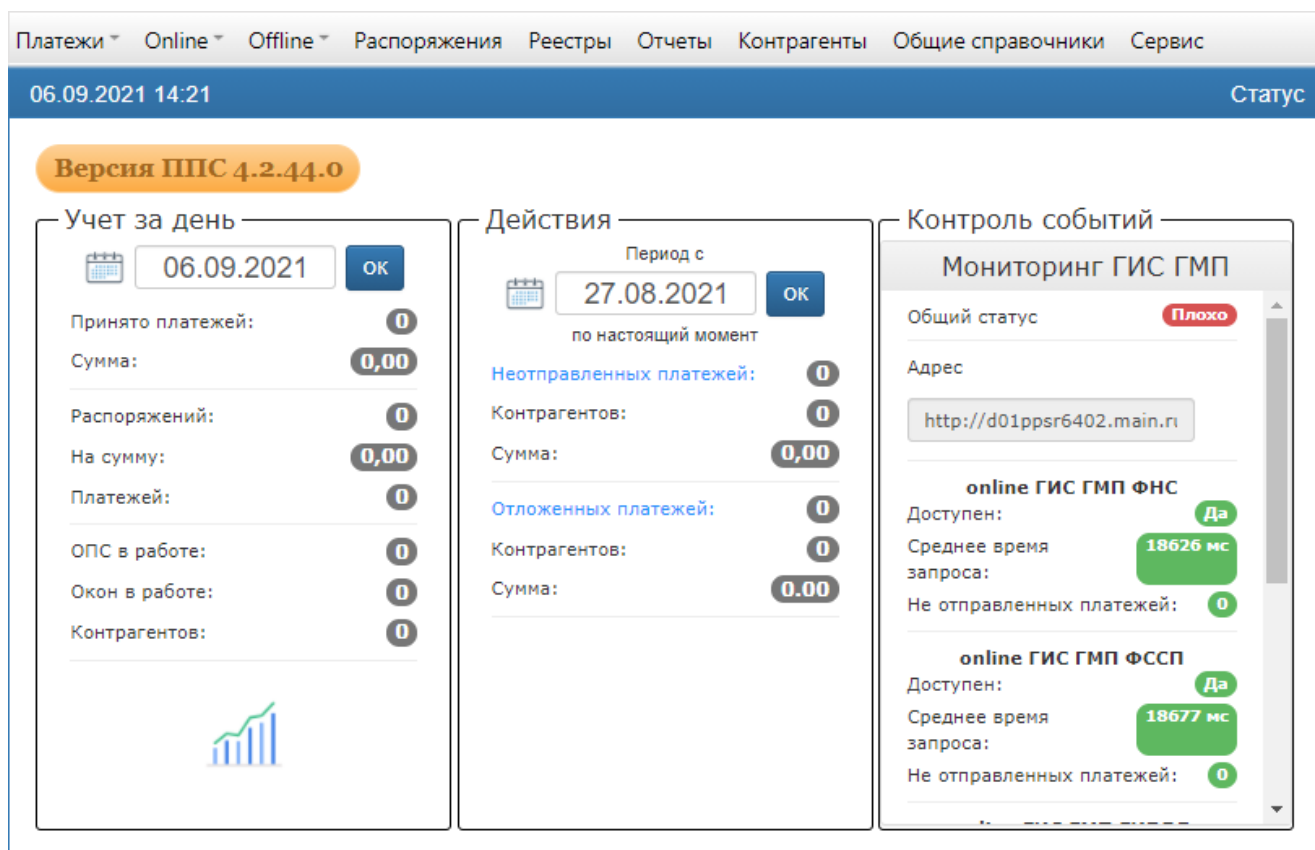 Платежи Online Offline Распоряжения Реестры Отчеты Контрагенты Общие справочники Сервис
06.09.2021 14:21 Статус
Версия ППС 4.2.44.0
Учет за день
06.09.2021 ОК
Принято платежей: 0
Сумма: 0,00
Распоряжений: 0
На сумму: 0,00
Платежей: 0
ОПС в работе: 0
Окон в работе: 0
Контрагентов: 0
Действия
Период с
27.08.2021 ОК
по настоящий момент
Неотправленных платежей: 0
Контрагентов: 0
Сумма: 0,00
Отложенных платежей: 0
Контрагентов: 0
Сумма: 0.00
Контроль событий
Мониторинг ГИС ГМП
Общий статус Плохо
Адрес
http://d01ppsr6402.main.ru
online ГИС ГМП ФНС
Доступен: Да
Среднее время 18626 мс
запроса:
Не отправленных платежей: 0
online ГИС ГМП ФССП
Доступен: Да
Среднее время 18677 мс
запроса:
Не отправленных платежей: 0